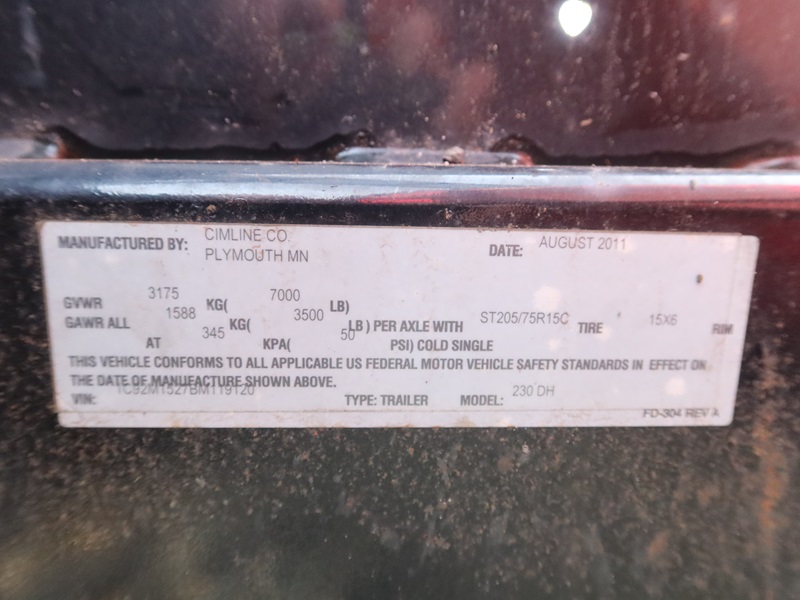 MANUFACTURED BY: CIMLINE CO. DATE: AUGUST 2011
PLYMOUTH MN
GVWR 3175 KG( 7000 LB)
GAWR ALL 1588 KG( 3500 LB) PER AXLE WITH ST205/75R15C TIRE 15X6 RIM
AT 345 KPA( 50 PSI) COLD SINGLE
THIS VEHICLE CONFORMS TO ALL APPLICABLE US FEDERAL MOTOR VEHICLE SAFETY STANDARDS IN EFFECT ON
THE DATE OF MANUFACTURE SHOWN ABOVE.
VIN: 1C92M1527BM119120 TYPE: TRAILER MODEL: 230 DH
FD-304 REV A